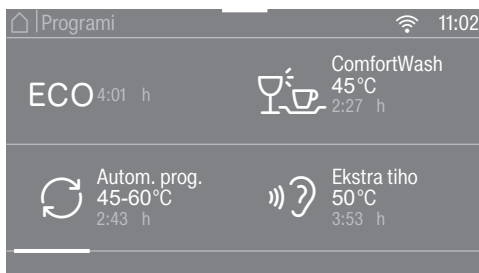 Programi 11:02
ECO 4:01 h
ComfortWash
45°C
2:27 h
Autom. prog.
45-60°C
2:43 h
Ekstra tiho
50°C
3:53 h